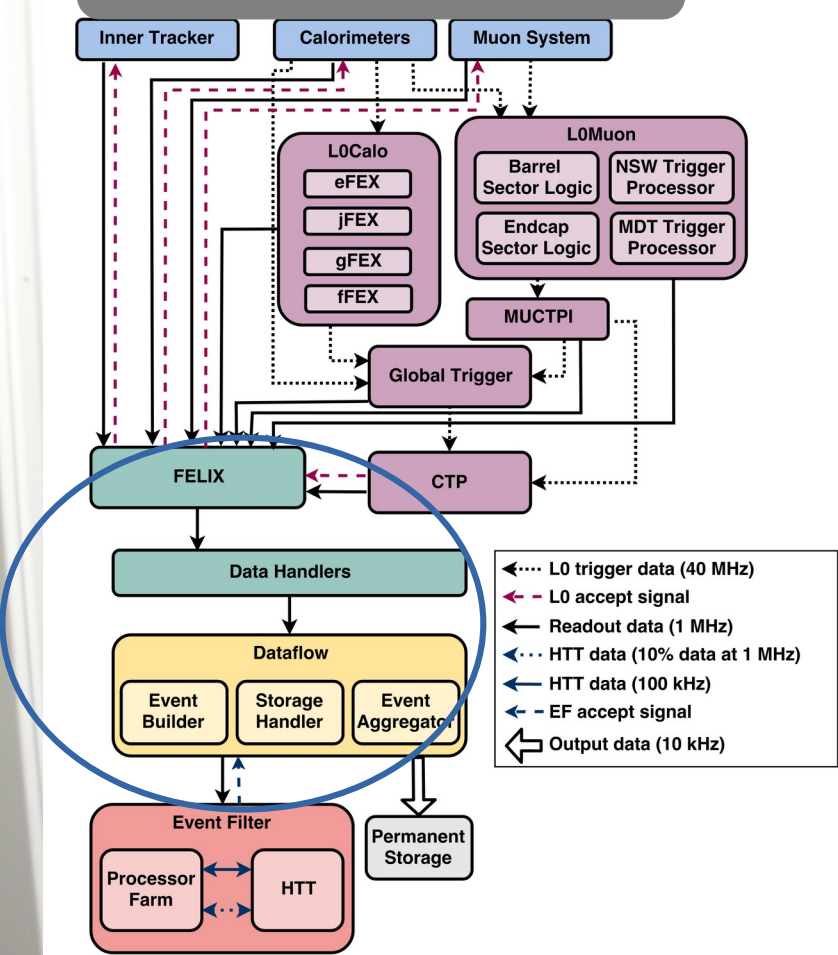 Inner Tracker
Calorimeters
Muon System
L0Calo
eFEX
jFEX
gFEX
fFEX
L0Muon
Barrel
Sector Logic
NSW Trigger
Processor
Endcap
Sector Logic
MDT Trigger
Processor
MUCTPI
Global Trigger
FELIX
CTP
Data Handlers
Dataflow
Event
Builder
Storage
Handler
Event
Aggregator
L0 trigger data (40 MHz)
L0 accept signal
Readout data (1 MHz)
HTT data (10% data at 1 MHz)
HTT data (100 kHz)
EF accept signal
Output data (10 kHz)
Event Filter
Processor
Farm
HTT
Permanent
Storage